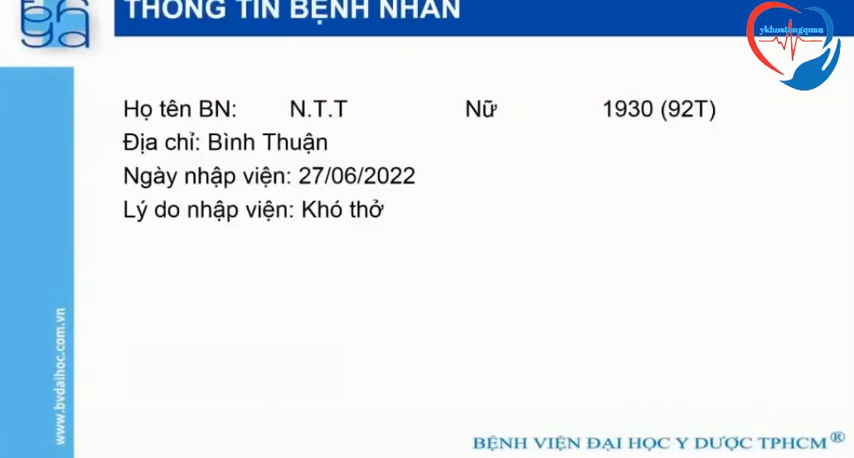 THÔNG TIN BỆNH NHÂN
ykhoatongquan
Họ tên BN: N.T.T Nữ 1930 (92T)
Địa chỉ: Bình Thuận
Ngày nhập viện: 27/06/2022
Lý do nhập viện: Khó thở
www.bvdaihoc.com.vn
BỆNH VIỆN ĐẠI HỌC Y DƯỢC TPHCM®